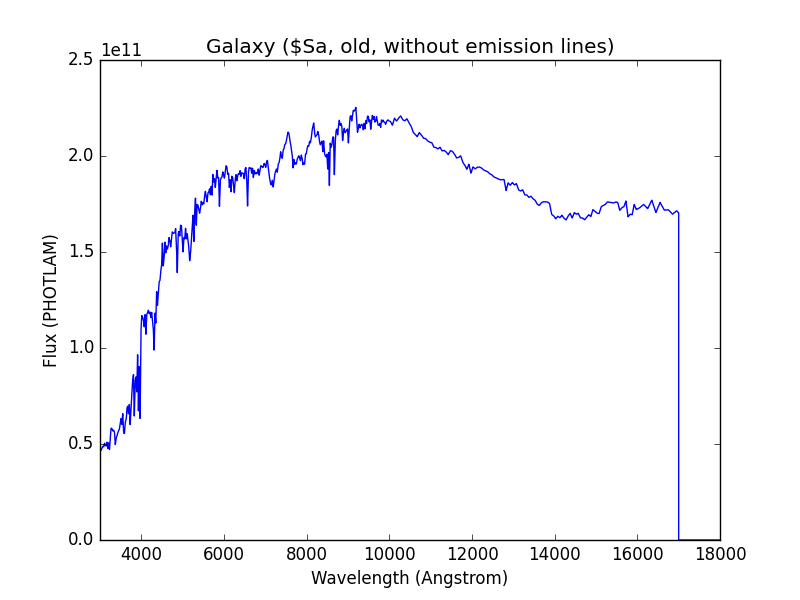 Galaxy ($Sa, old, without emission lines)
1e11
2.5
2.0
1.5
1.0
0.5
0.0
Flux (PHOTLAM)
4000 6000 8000 10000 12000 14000 16000 18000
Wavelength (Angstrom)